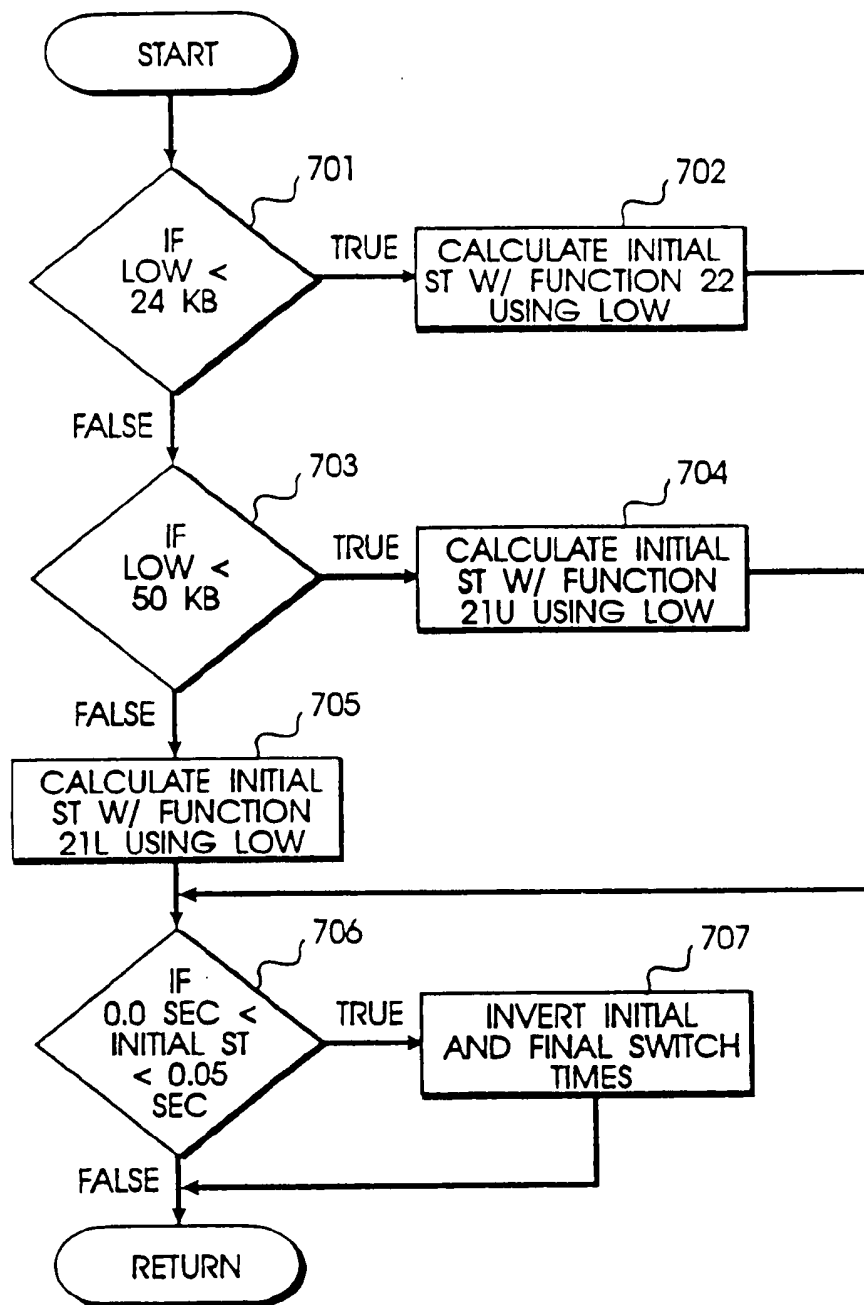 START
701
IF
LOW <
24 KB
TRUE
702
CALCULATE INITIAL
ST W/ FUNCTION 22
USING LOW
FALSE
703
IF
LOW <
50 KB
TRUE
704
CALCULATE INITIAL
ST W/ FUNCTION
21U USING LOW
FALSE
705
CALCULATE INITIAL
ST W/ FUNCTION
21L USING LOW
706
IF
0.0 SEC <
INITIAL ST
< 0.05
SEC
TRUE
707
INVERT INITIAL
AND FINAL SWITCH
TIMES
FALSE
RETURN